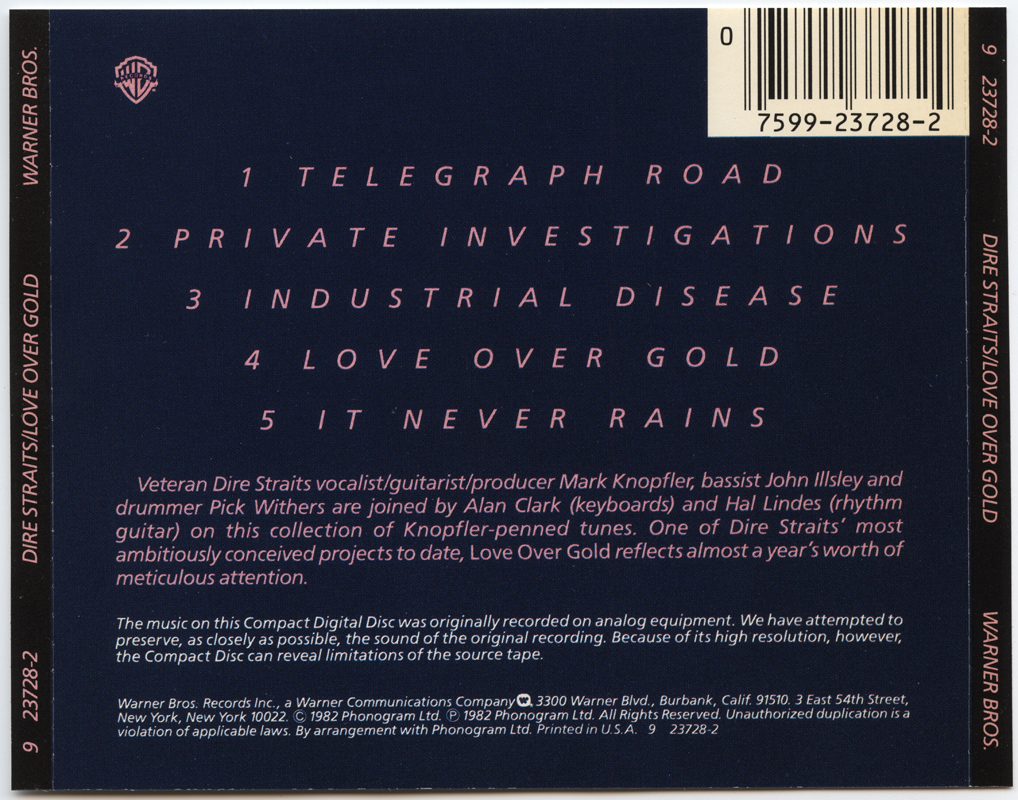 WARNER BROS.
DIRE STRAITS/LOVE OVER GOLD
9 23728-2
RECORDS
0
7599-23728-2
1 TELEGRAPH ROAD
2 PRIVATE INVESTIGATIONS
3 INDUSTRIAL DISEASE
4 LOVE OVER GOLD
5 IT NEVER RAINS
Veteran Dire Straits vocalist/guitarist/producer Mark Knopfler, bassist John Illsley and
drummer Pick Withers are joined by Alan Clark (keyboards) and Hal Lindes (rhythm
guitar) on this collection of Knopfler-penned tunes. One of Dire Straits' most
ambitiously conceived projects to date, Love Over Gold reflects almost a year's worth of
meticulous attention.
The music on this Compact Digital Disc was originally recorded on analog equipment. We have attempted to
preserve, as closely as possible, the sound of the original recording. Because of its high resolution, however,
the Compact Disc can reveal limitations of the source tape.
Warner Bros. Records Inc., a Warner Communications Company, 3300 Warner Blvd., Burbank, Calif. 91510. 3 East 54th Street,
New York, New York 10022. Ⓒ 1982 Phonogram Ltd. Ⓟ 1982 Phonogram Ltd. All Rights Reserved. Unauthorized duplication is a
violation of applicable laws. By arrangement with Phonogram Ltd. Printed in U.S.A. 9 23728-2
9 23728-2
DIRE STRAITS/LOVE OVER GOLD
WARNER BROS.